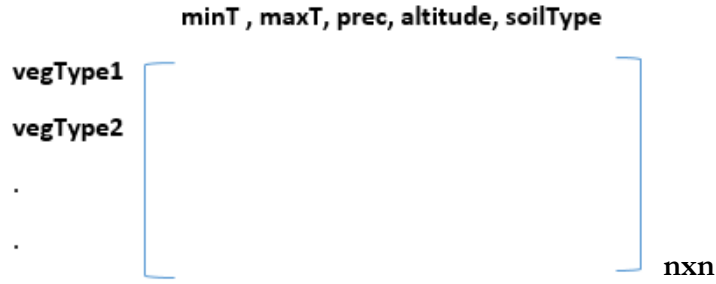 minT , maxT, prec, altitude, soilType
vegType1
vegType2
.
.
nxn